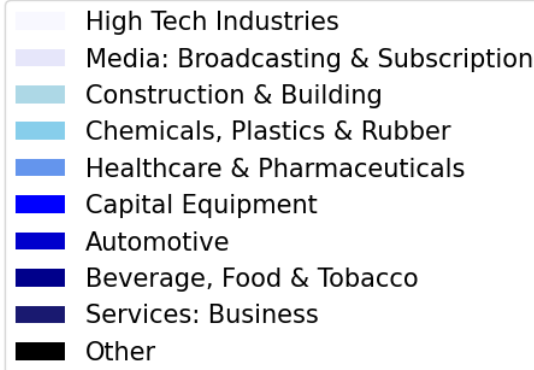 High Tech Industries
Media: Broadcasting & Subscription
Construction & Building
Chemicals, Plastics & Rubber
Healthcare & Pharmaceuticals
Capital Equipment
Automotive
Beverage, Food & Tobacco
Services: Business
Other